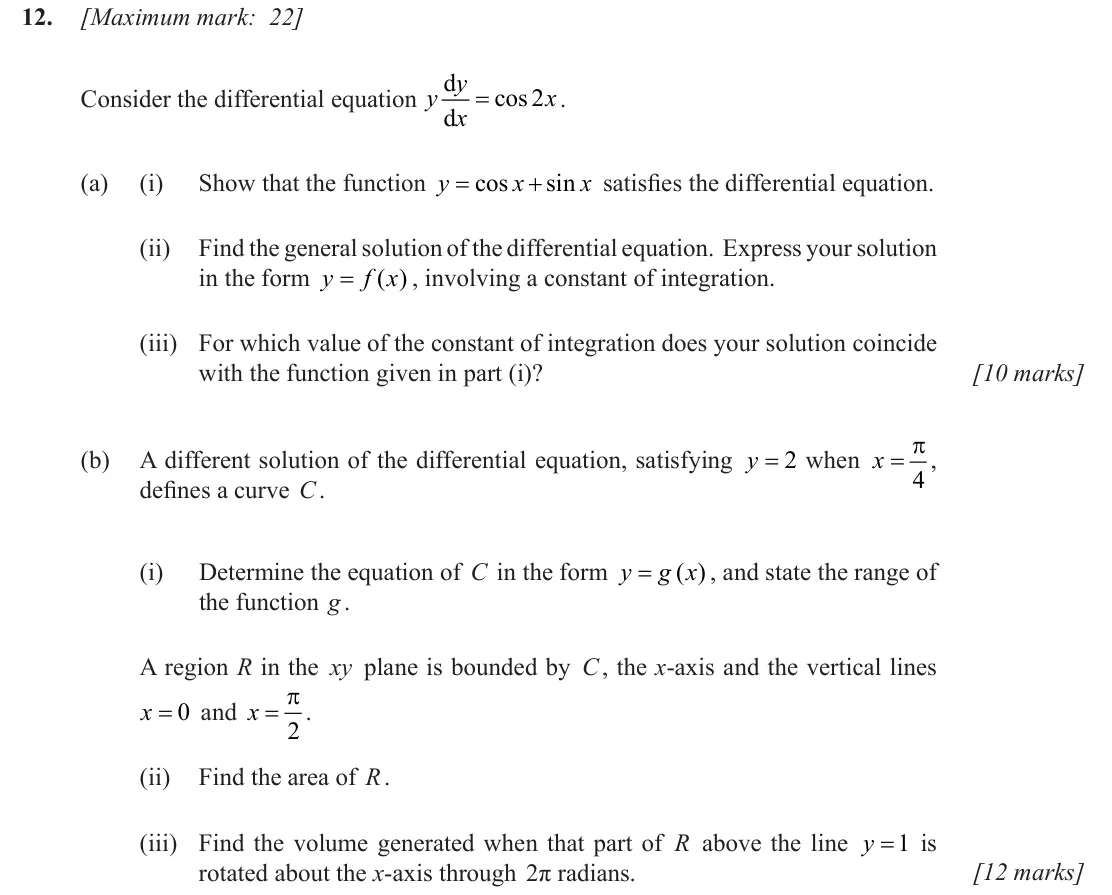 12. [Maximum mark: 22]
Consider the differential equation y dy/dx = cos 2x.
(a) (i) Show that the function y = cos x + sin x satisfies the differential equation.
(ii) Find the general solution of the differential equation. Express your solution
in the form y = f(x), involving a constant of integration.
(iii) For which value of the constant of integration does your solution coincide
with the function given in part (i)? [10 marks]
(b) A different solution of the differential equation, satisfying y = 2 when x = π/4,
defines a curve C.
(i) Determine the equation of C in the form y = g(x), and state the range of
the function g.
A region R in the xy plane is bounded by C, the x-axis and the vertical lines
x = 0 and x = π/2.
(ii) Find the area of R.
(iii) Find the volume generated when that part of R above the line y = 1 is
rotated about the x-axis through 2π radians. [12 marks]